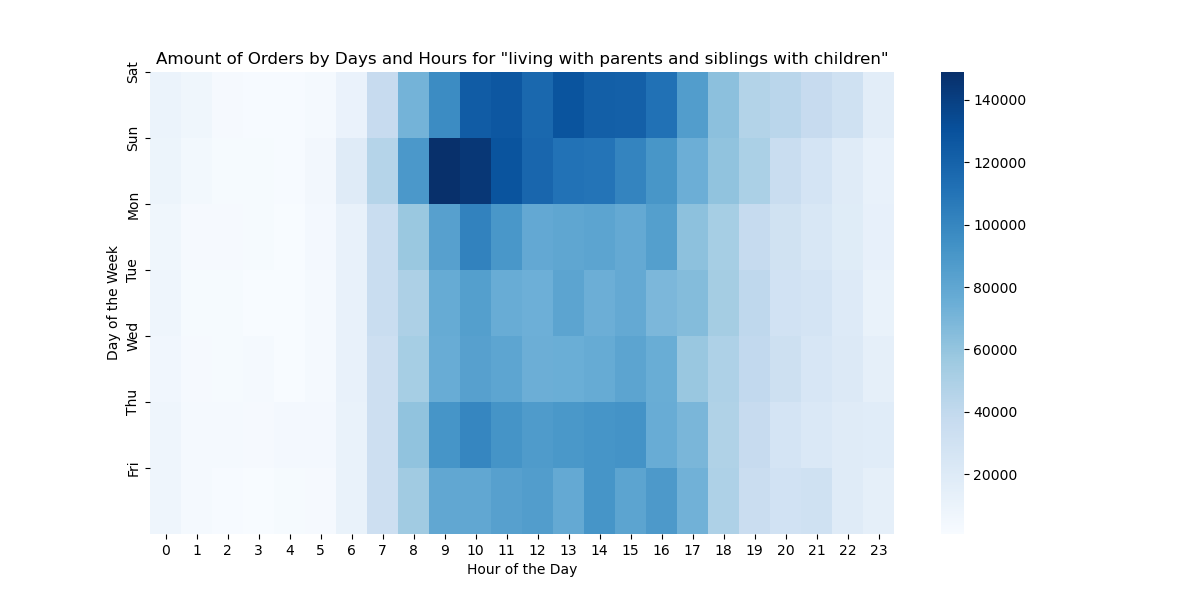 Amount of Orders by Days and Hours for "living with parents and siblings with children"
Day of the Week
Sat
Sun
Mon
Tue
Wed
Thu
Fri
0 1 2 3 4 5 6 7 8 9 10 11 12 13 14 15 16 17 18 19 20 21 22 23
Hour of the Day
140000
120000
100000
80000
60000
40000
20000